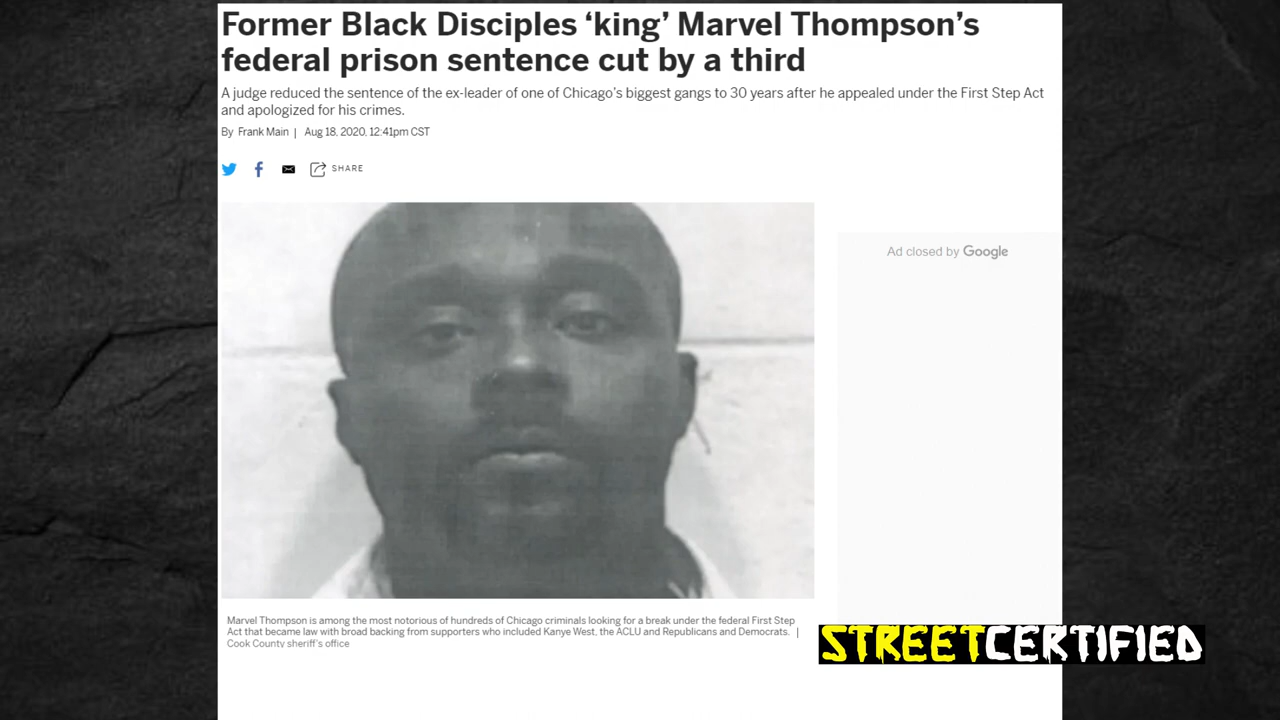 Former Black Disciples ‘king’ Marvel Thompson’s
federal prison sentence cut by a third
A judge reduced the sentence of the ex-leader of one of Chicago’s biggest gangs to 30 years after he appealed under the First Step Act
and apologized for his crimes.
By Frank Main | Aug 18, 2020, 12:41pm CST
SHARE
Ad closed by Google
Marvel Thompson is among the most notorious of hundreds of Chicago criminals looking for a break under the federal First Step
Act that became law with broad backing from supporters who included Kanye West, the ACLU and Republicans and Democrats. |
Cook County sheriff’s office
STREETCERTIFIED